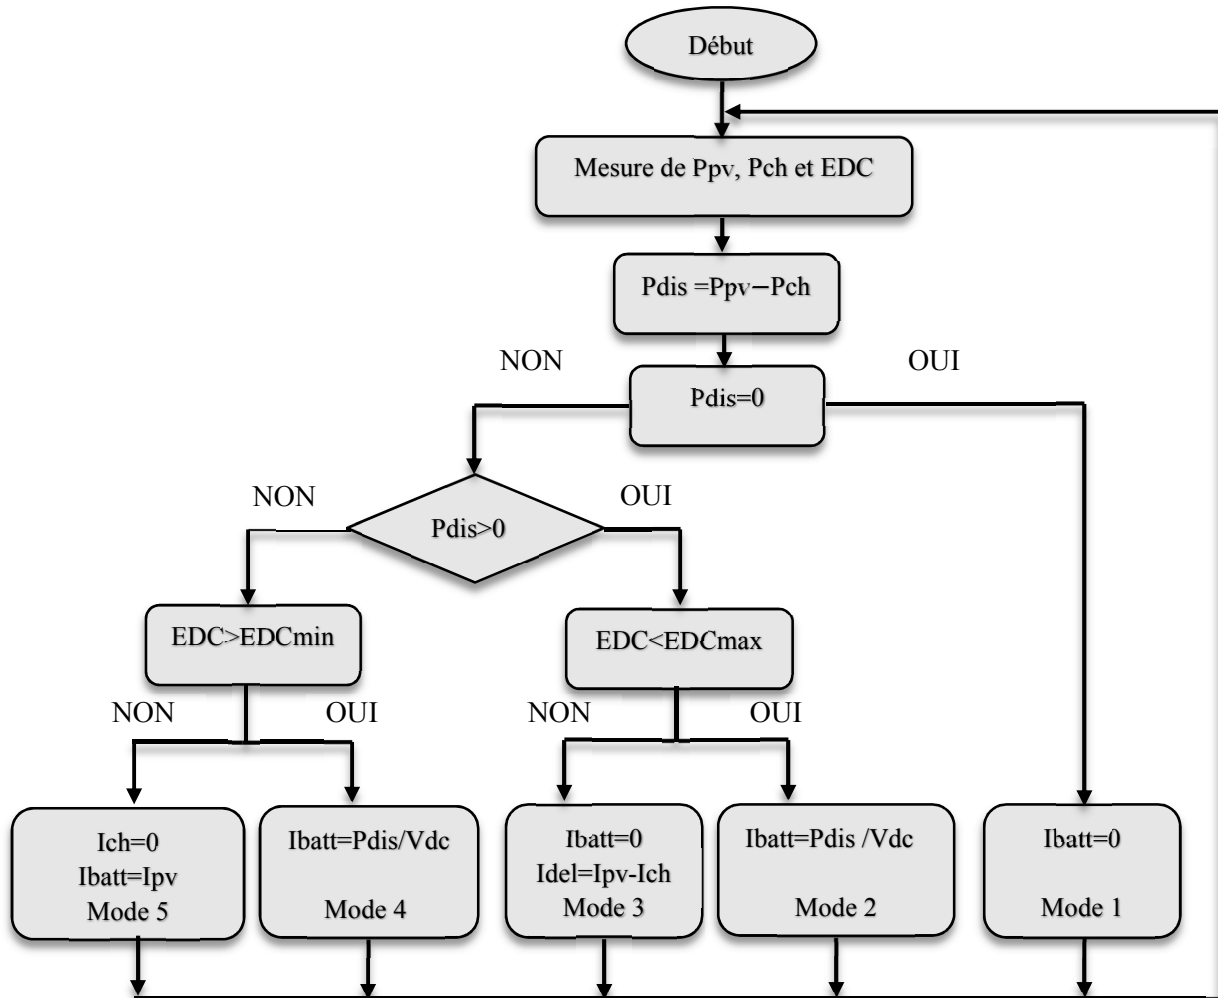 Début
Mesure de Ppv, Pch et EDC
Pdis =Ppv−Pch
NON
OUI
Pdis=0
NON
OUI
Pdis>0
EDC>EDCmin
EDC<EDCmax
NON
OUI
NON
OUI
Ich=0
Ibatt=Ipv
Mode 5
Ibatt=Pdis/Vdc
Mode 4
Ibatt=0
Idel=Ipv-Ich
Mode 3
Ibatt=Pdis /Vdc
Mode 2
Ibatt=0
Mode 1